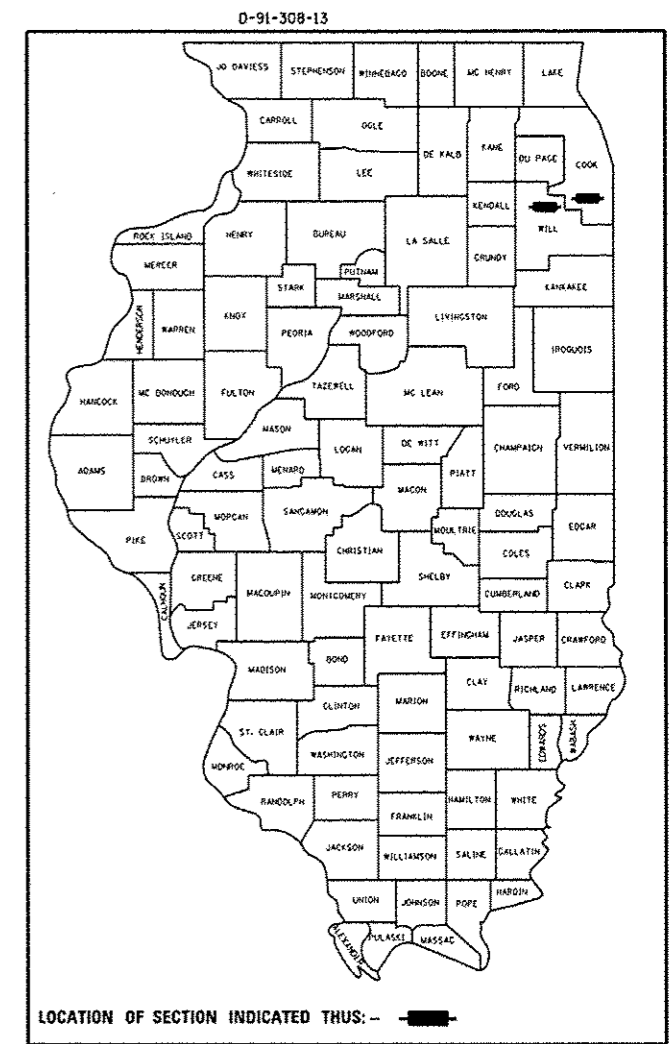 D-91-308-13
JO DAVIESS STEPHENSON WINNEBAGO BOONE MC HENRY LAKE
CARROLL OGLE DE KALB KANE DU PAGE COOK
WHITESIDE LEE KENDALL WILL
ROCK ISLAND HENRY BUREAU LA SALLE GRUNDY
MERCER PUTNAM KANKAKEE
STARK MARSHALL LIVINGSTON
HENDERSON WARREN KNOX PEORIA WOODFORD IROQUOIS
HANCOCK MC DONOUGH FULTON TAZEWELL MC LEAN FORD
SCHUYLER MASON LOGAN DE WITT CHAMPAIGN VERMILION
ADAMS BROWN CASS MENARD MACON PIATT
PIKE SCOTT MORGAN SANGAMON CHRISTIAN MOULTRIE DOUGLAS EDGAR
COLES
CALHOUN GREENE MACOUPIN MONTGOMERY SHELBY CUMBERLAND CLARK
JERSEY FAYETTE EFFINGHAM JASPER CRAWFORD
MADISON BOND CLAY RICHLAND LAWRENCE
CLINTON MARION
ST. CLAIR WASHINGTON JEFFERSON WAYNE EDWARDS WABASH
MONROE
RANDOLPH PERRY FRANKLIN HAMILTON WHITE
JACKSON WILLIAMSON SALINE GALLATIN
UNION JOHNSON POPE HARDIN
ALEXANDER PULASKI MASSAC
LOCATION OF SECTION INDICATED THUS: -